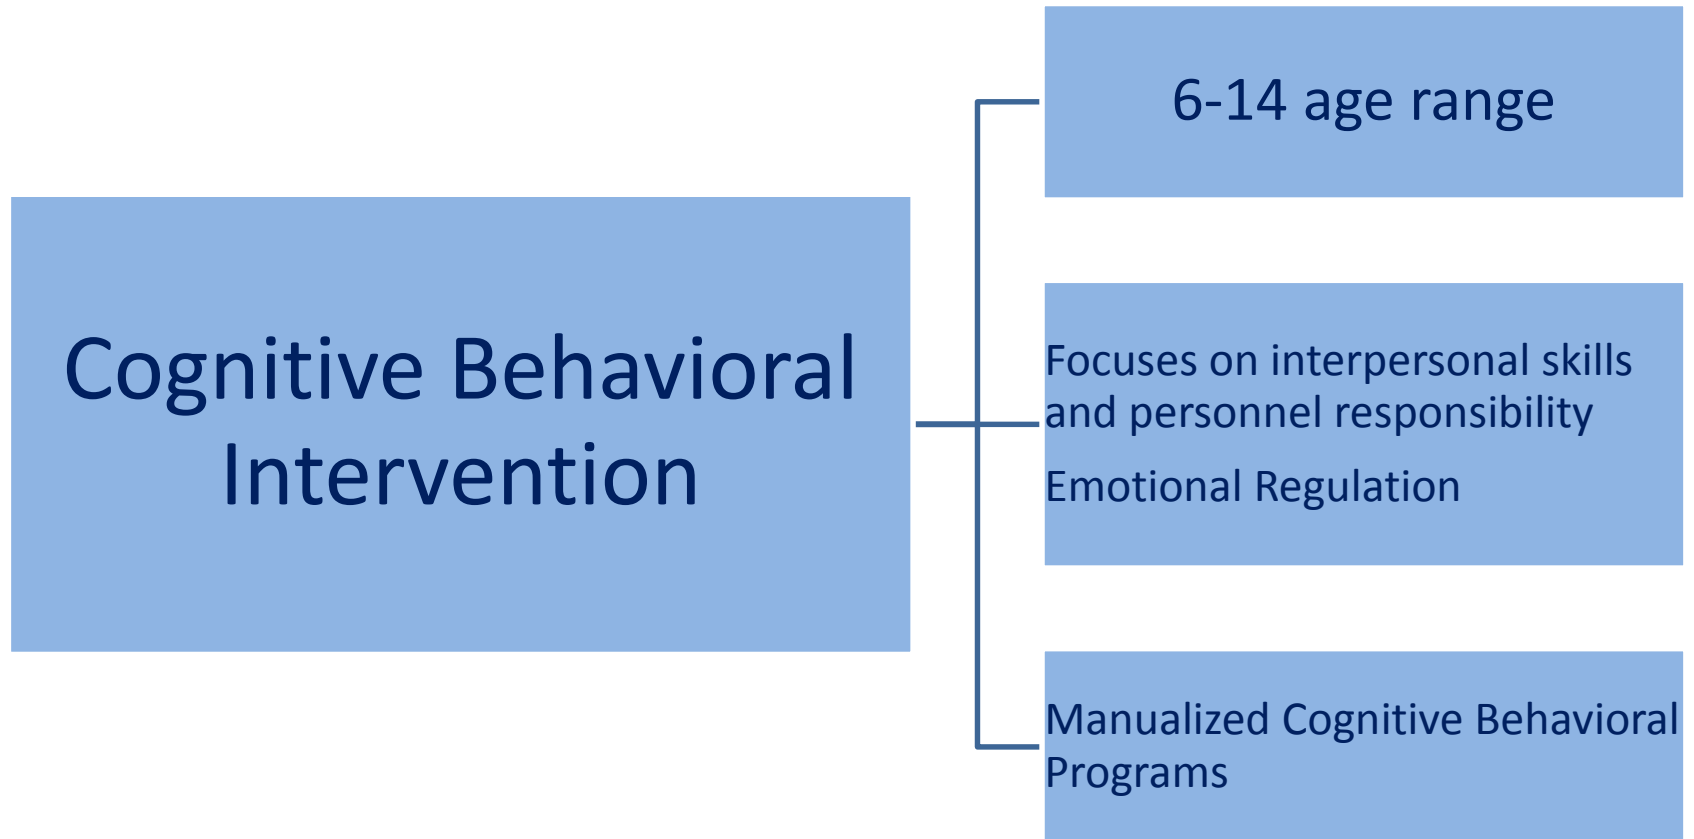 Cognitive Behavioral
Intervention
6-14 age range
Focuses on interpersonal skills
and personnel responsibility
Emotional Regulation
Manualized Cognitive Behavioral
Programs